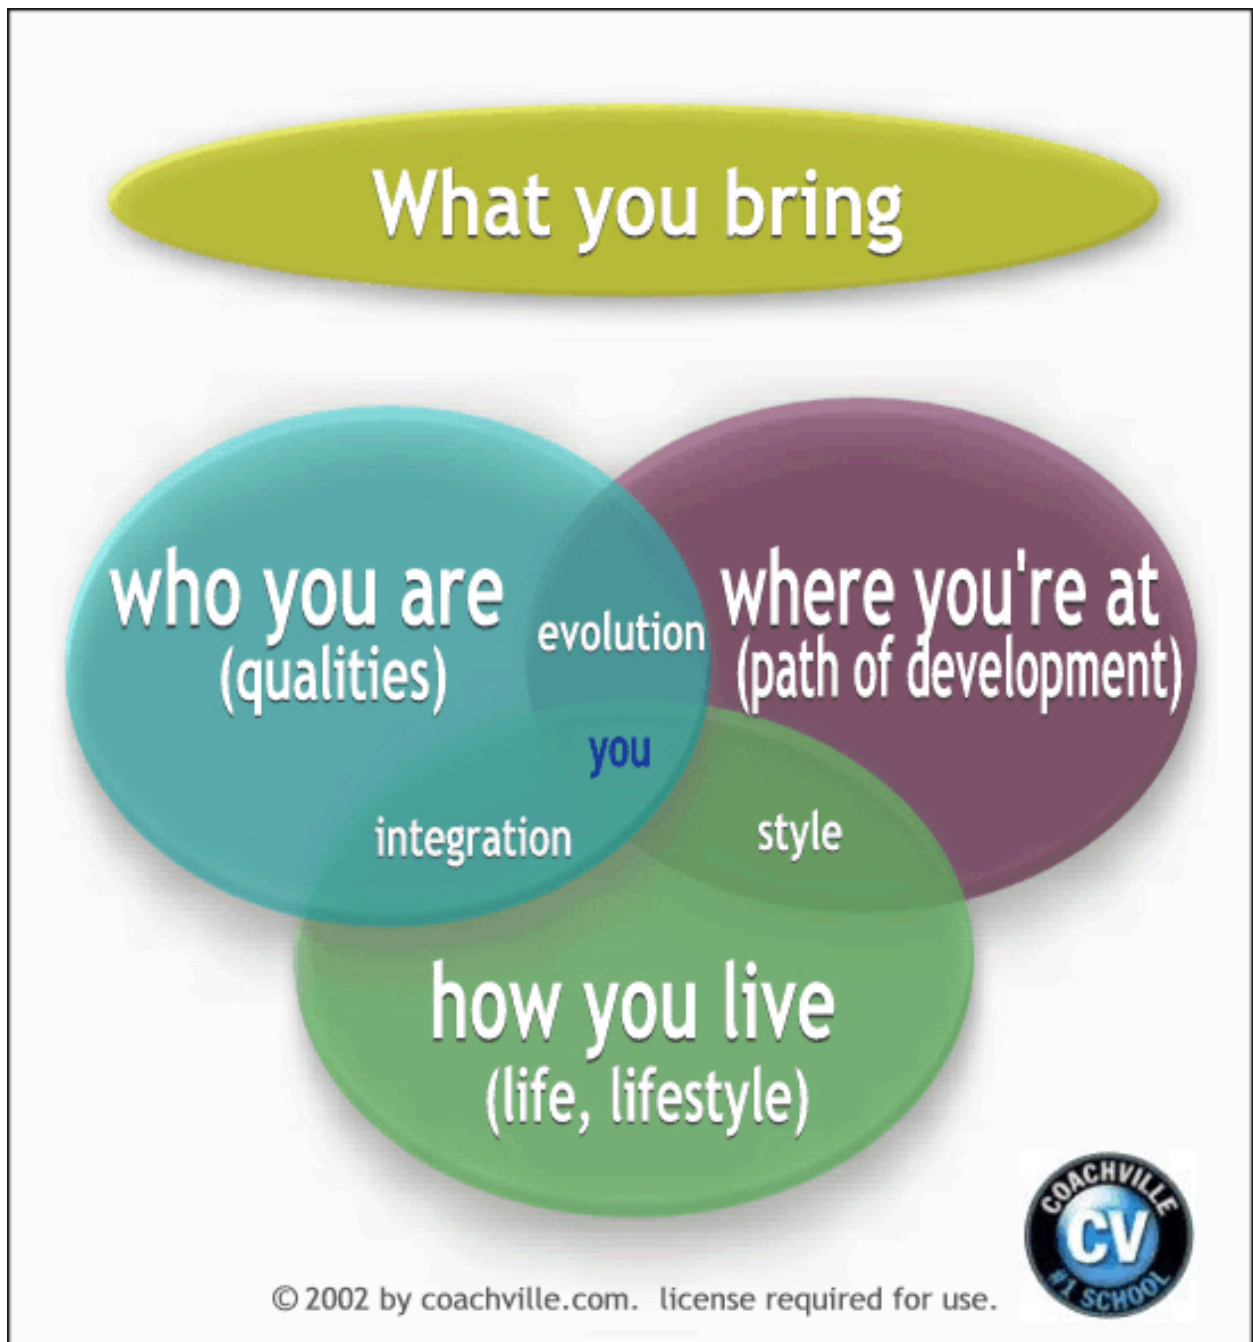 What you bring
who you are
(qualities)
evolution
where you're at
(path of development)
you
integration
style
how you live
(life, lifestyle)
COACHVILLE
CV
#1 SCHOOL
© 2002 by coachville.com. license required for use.